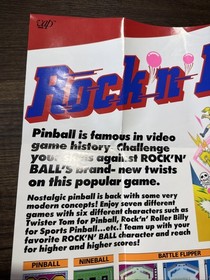 VAP
Rock'n'
Pinball is famous in video
game history. Challenge
your against ROCK'N'
BALL'S brand- new twists
on this popular game.
Nostalgic pinball is back with some very
modern concepts! Enjoy seven different
games with six different characters such as
Twister Tom for Pinball, Rock'n' Roller Billy
for Sports Pinball....etc.! Team up with your
favorite ROCK'N' BALL character and reach
for higher and higher scores!
PINBALL NINEBALL BATTLE FLIPPER